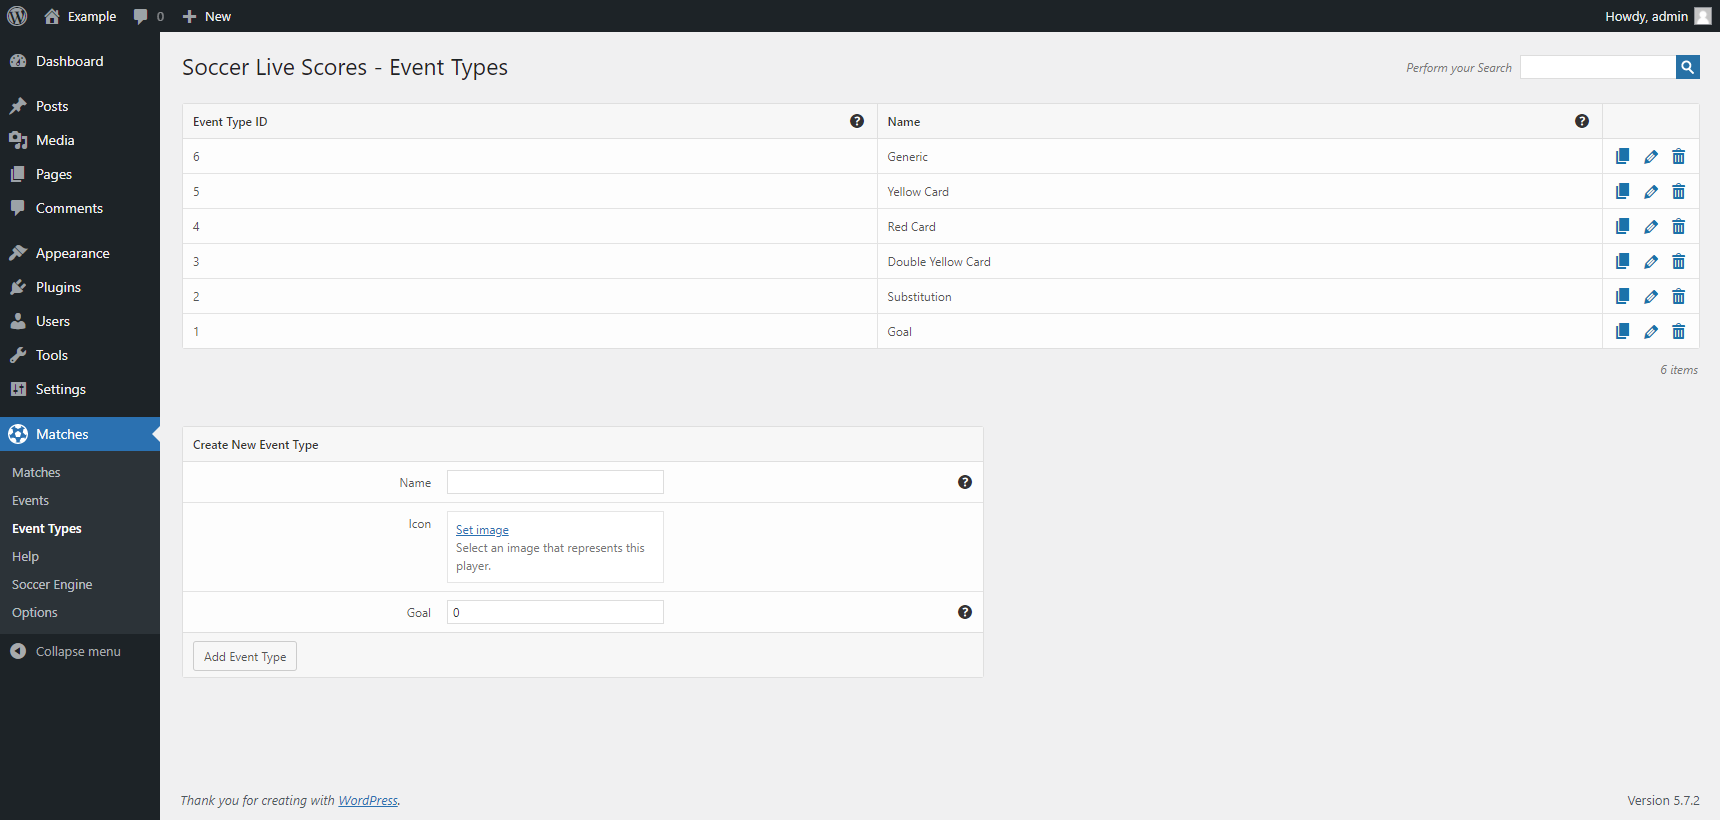 Example 0 New Howdy, admin
Dashboard
Posts
Media
Pages
Comments
Appearance
Plugins
Users
Tools
Settings
Matches
Matches
Events
Event Types
Help
Soccer Engine
Options
Collapse menu
Soccer Live Scores - Event Types
Perform your Search
Event Type ID ? Name ?
6 Generic
5 Yellow Card
4 Red Card
3 Double Yellow Card
2 Substitution
1 Goal
6 items
Create New Event Type
Name ?
Icon Set image
Select an image that represents this
player.
Goal 0 ?
Add Event Type
Thank you for creating with WordPress. Version 5.7.2